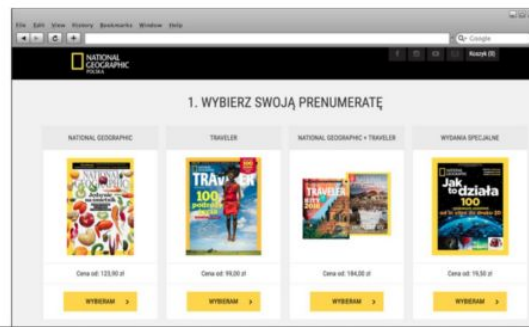 File Edit View History Bookmarks Window Help
Google
NATIONAL
GEOGRAPHIC
POLSKA
Koszyk (0)
1. WYBIERZ SWOJĄ PRENUMERATĘ
NATIONAL GEOGRAPHIC
TRAVELER
NATIONAL GEOGRAPHIC + TRAVELER
WYDANIA SPECJALNE
TRAVELER
100
TRAVELER
Jak
to działa
100
Cena od: 123,90 zł
Cena od: 99,00 zł
Cena od: 184,00 zł
Cena od: 19,50 zł
WYBIERAM
WYBIERAM
WYBIERAM
WYBIERAM